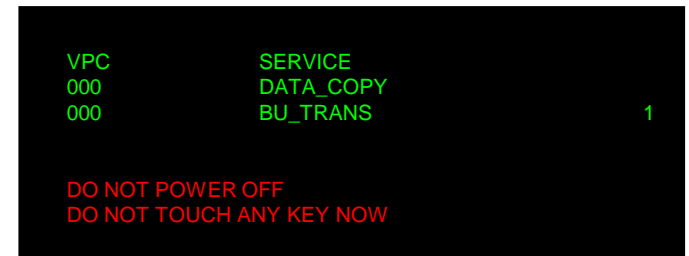 VPC SERVICE
000 DATA_COPY
000 BU_TRANS 1
DO NOT POWER OFF
DO NOT TOUCH ANY KEY NOW